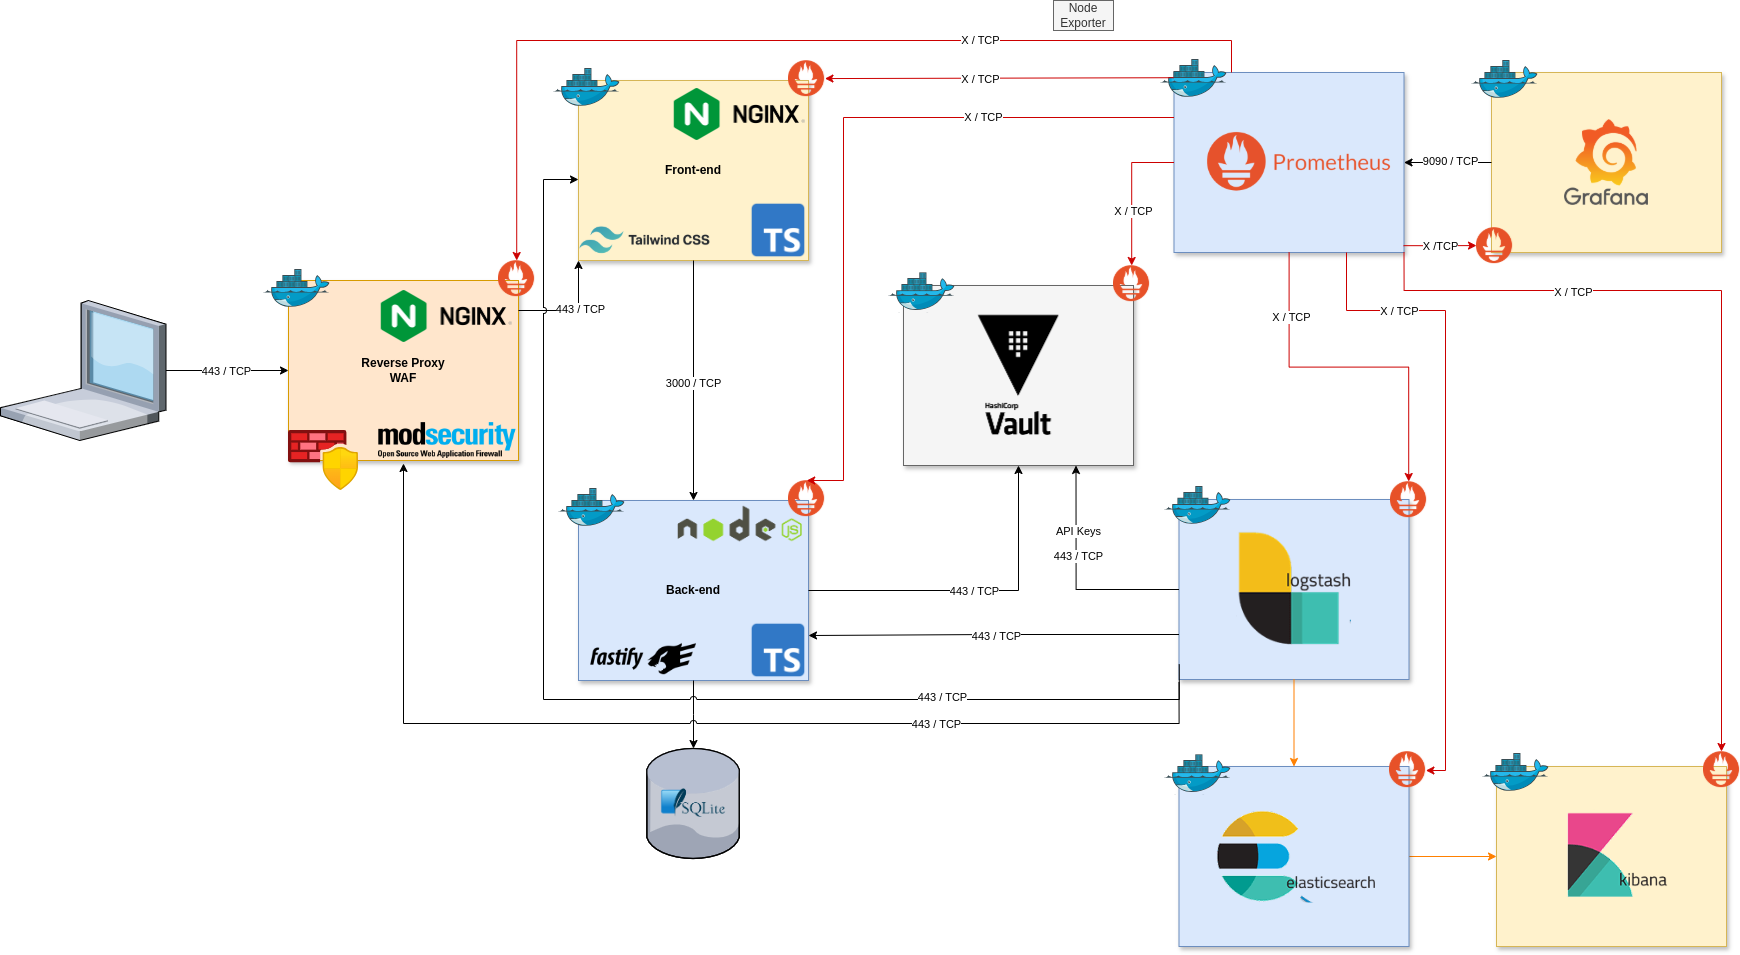 Node
Exporter
X / TCP
X / TCP
X / TCP
NGINX
Front-end
Tailwind CSS
TS
Prometheus
9090 / TCP
Grafana
X / TCP
X /TCP
X / TCP
X / TCP
X / TCP
443 / TCP
NGINX
Reverse Proxy
WAF
modsecurity
Open Source Web Application Firewall
443 / TCP
3000 / TCP
HashiCorp
Vault
node
JS
Back-end
fastify
TS
API Keys
443 / TCP
443 / TCP
443 / TCP
443 / TCP
443 / TCP
logstash
SQLite
elasticsearch
kibana